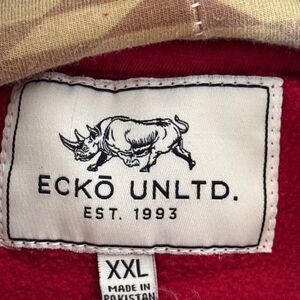 ECKŌ UNLTD.
EST. 1993
XXL
MADE IN
PAKISTAN